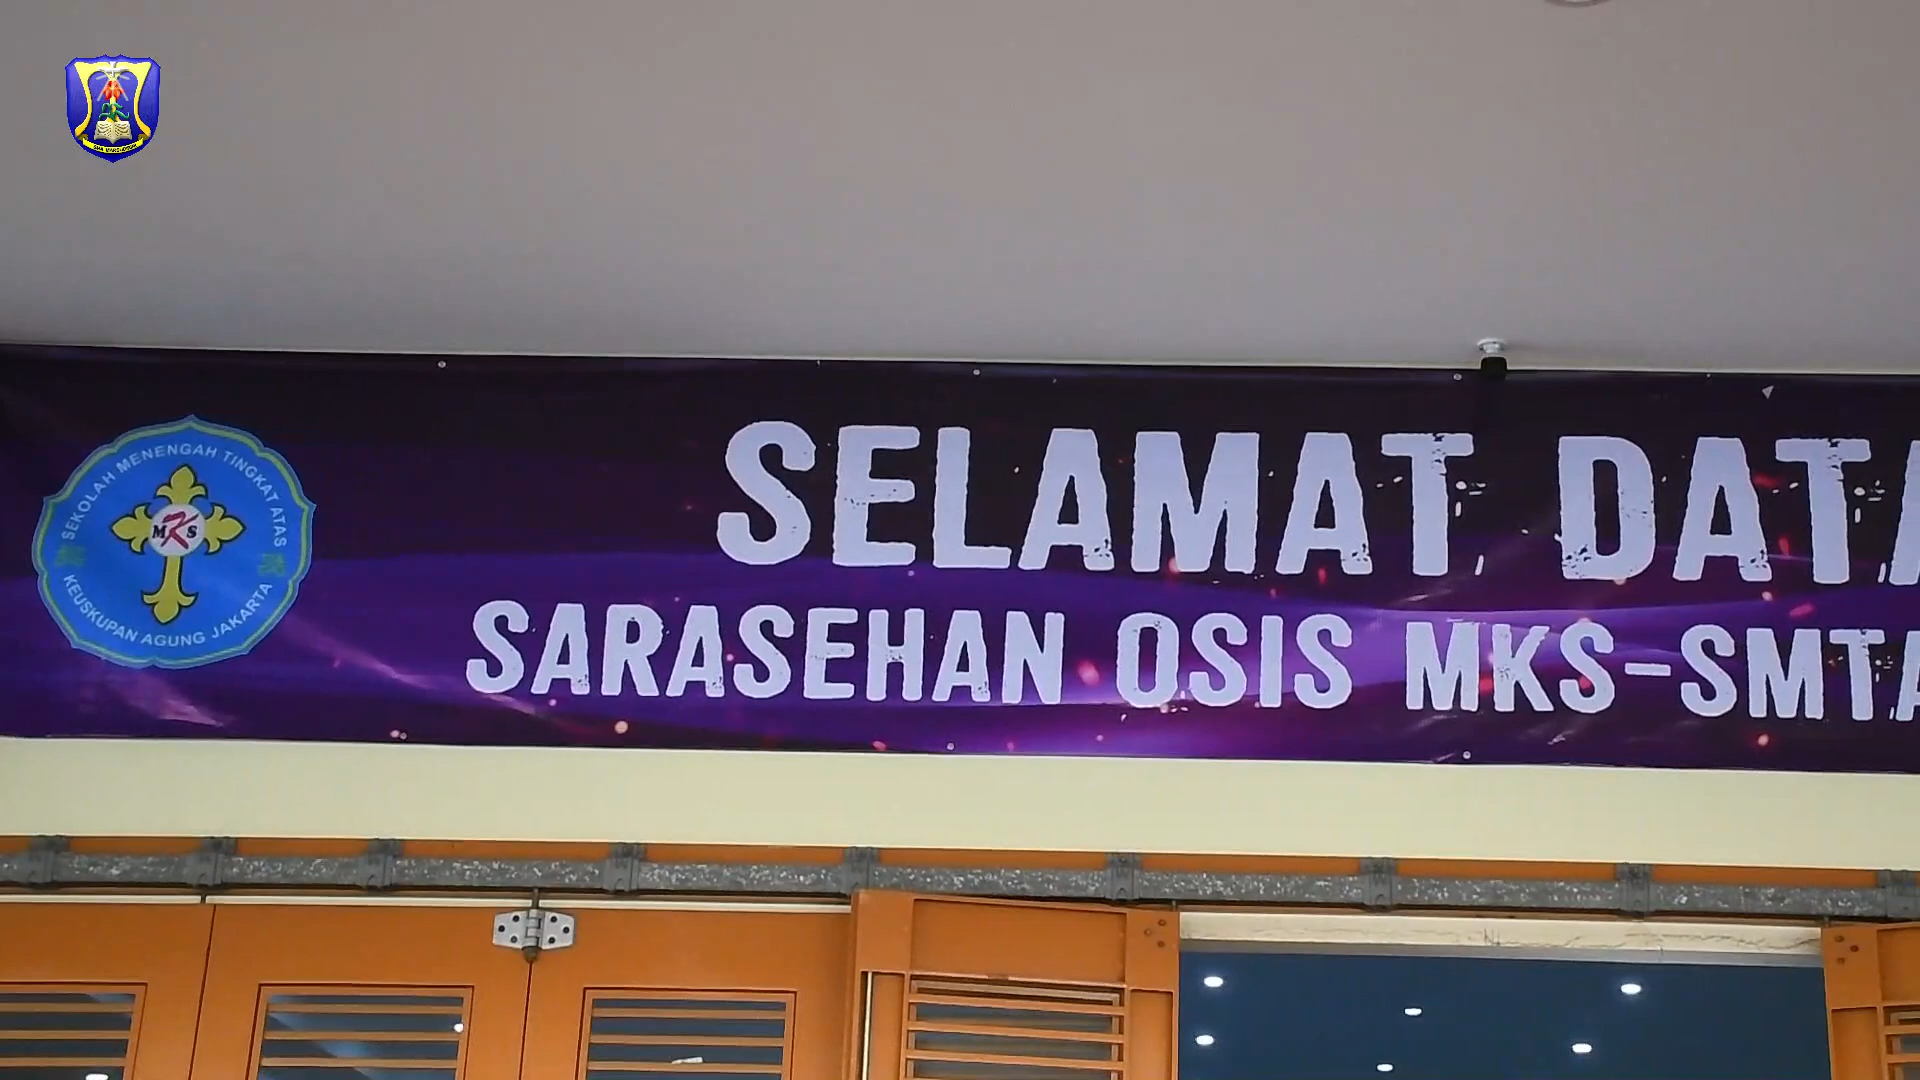 SELAMAT DATA
SARASEHAN OSIS MKS-SMTA
SEKOLAH MENENGAH TINGKAT ATAS
MKS
KEUSKUPAN AGUNG JAKARTA